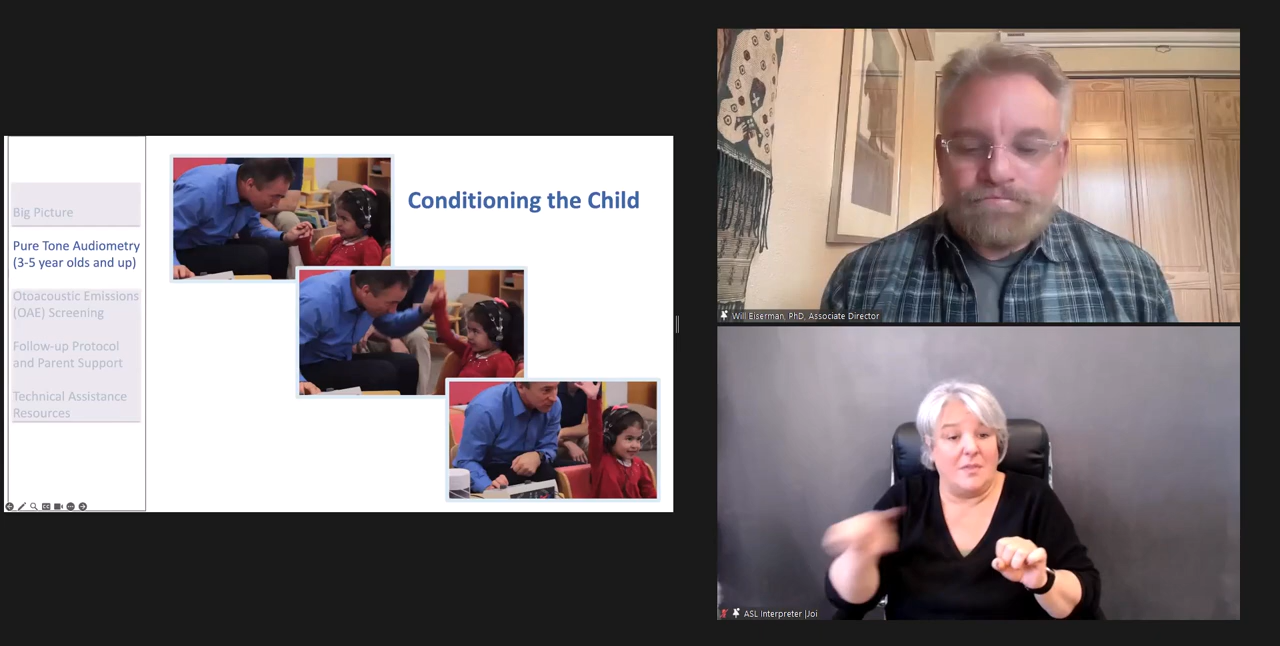 Big Picture
Pure Tone Audiometry
(3-5 year olds and up)
Otoacoustic Emissions
(OAE) Screening
Follow-up Protocol
and Parent Support
Technical Assistance
Resources
Conditioning the Child
Will Eiserman, PhD, Associate Director
ASL Interpreter |Joi